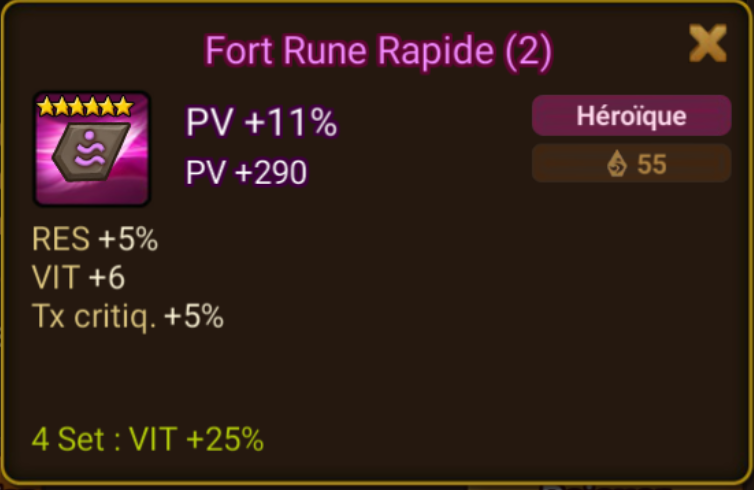 Fort Rune Rapide (2)
PV +11%
Héroïque
PV +290
55
RES +5%
VIT +6
Tx critiq. +5%
4 Set : VIT +25%